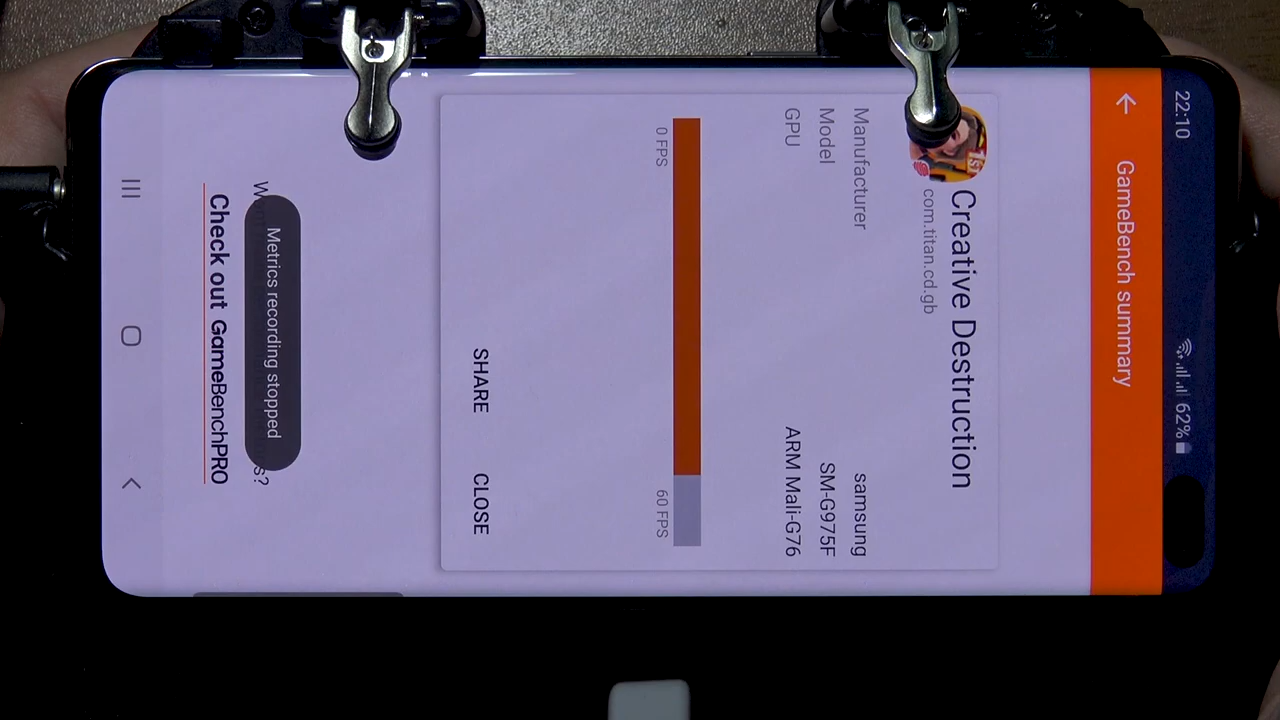 22:10
62%
GameBench summary
Creative Destruction
com.titan.cd.gb
Manufacturer samsung
Model SM-G975F
GPU ARM Mali-G76
0 FPS 60 FPS
SHARE CLOSE
Metrics recording stopped
s?
Check out GameBenchPRO